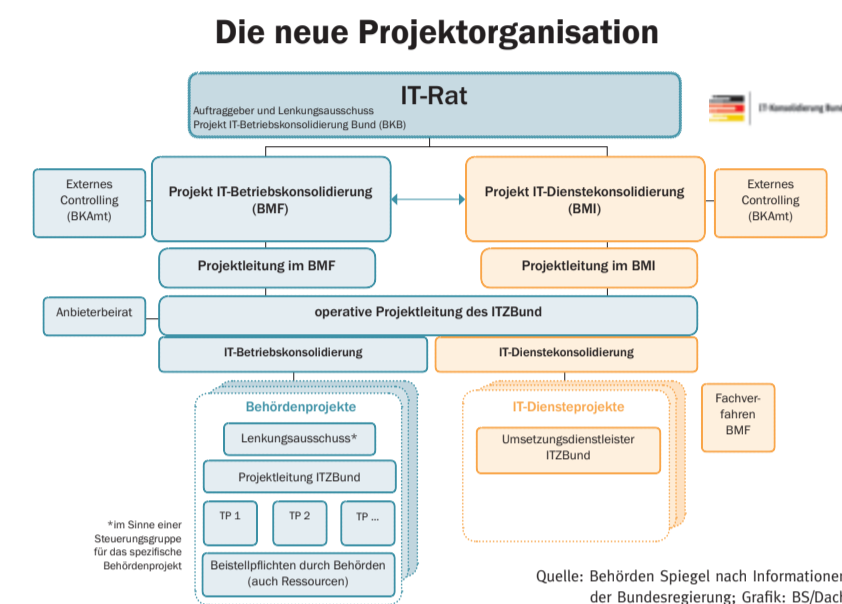 Die neue Projektorganisation
IT-Rat
Auftraggeber und Lenkungsausschuss
Projekt IT-Betriebskonsolidierung Bund (BKB)
IT-Konsolidierung Bund
Externes
Controlling
(BKAmt)
Projekt IT-Betriebskonsolidierung
(BMF)
Projekt IT-Dienstekonsolidierung
(BMI)
Externes
Controlling
(BKAmt)
Projektleitung im BMF
Projektleitung im BMI
Anbieterbeirat
operative Projektleitung des ITZBund
IT-Betriebskonsolidierung
IT-Dienstekonsolidierung
Behördenprojekte
Lenkungsausschuss*
Projektleitung ITZBund
TP 1
TP 2
TP ...
Beistellpflichten durch Behörden
(auch Ressourcen)
*im Sinne einer
Steuerungsgruppe
für das spezifische
Behördenprojekt
IT-Diensteprojekte
Umsetzungsdienstleister
ITZBund
Fachver-
fahren
BMF
Quelle: Behörden Spiegel nach Informationen
der Bundesregierung; Grafik: BS/Dach